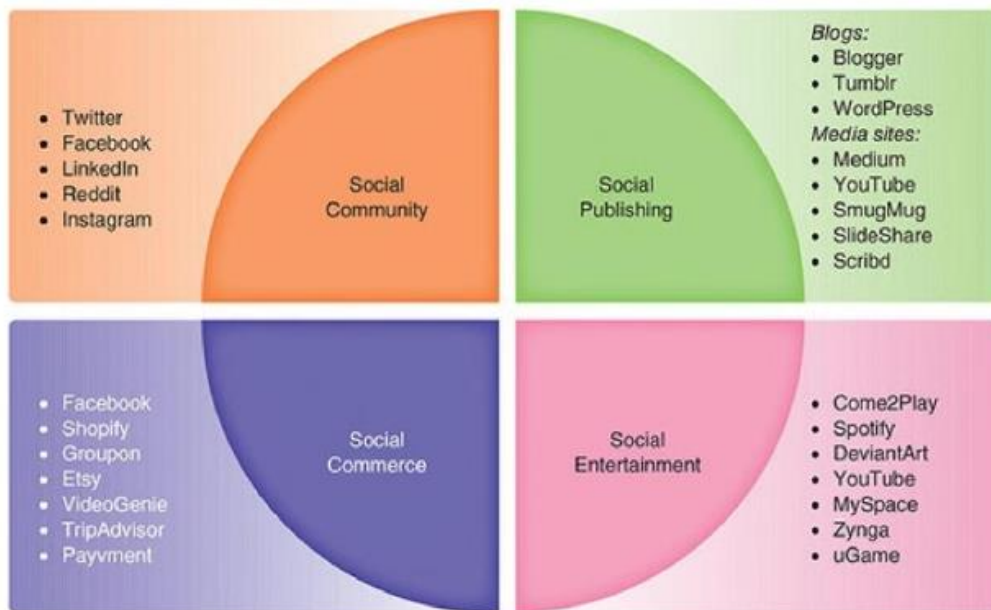 • Twitter
• Facebook
• LinkedIn
• Reddit
• Instagram
Social
Community
Social
Publishing
Blogs:
• Blogger
• Tumblr
• WordPress
Media sites:
• Medium
• YouTube
• SmugMug
• SlideShare
• Scribd
• Facebook
• Shopify
• Groupon
• Etsy
• VideoGenie
• TripAdvisor
• Payvment
Social
Commerce
Social
Entertainment
• Come2Play
• Spotify
• DeviantArt
• YouTube
• MySpace
• Zynga
• uGame